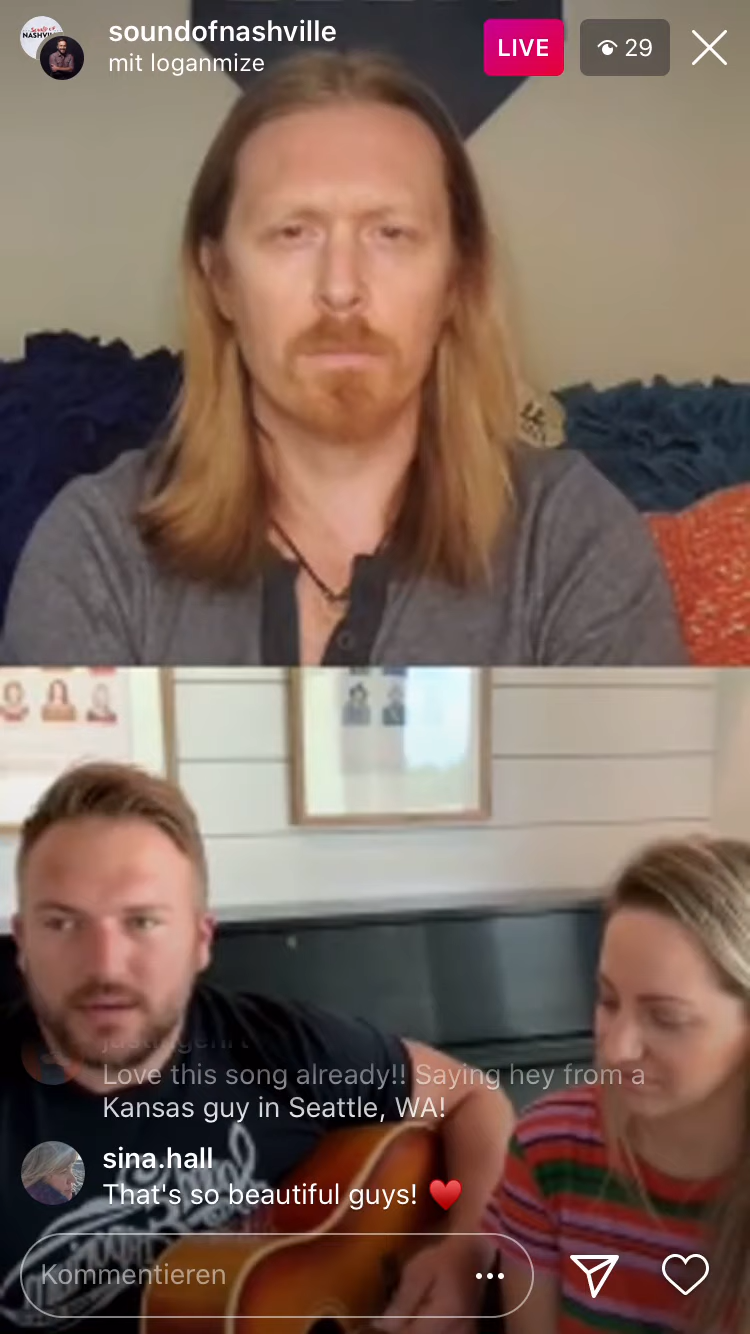 soundofnashville
mit loganmize
LIVE
29
Love this song already!! Saying hey from a
Kansas guy in Seattle, WA!
sina.hall
That's so beautiful guys! ❤️
Kommentieren